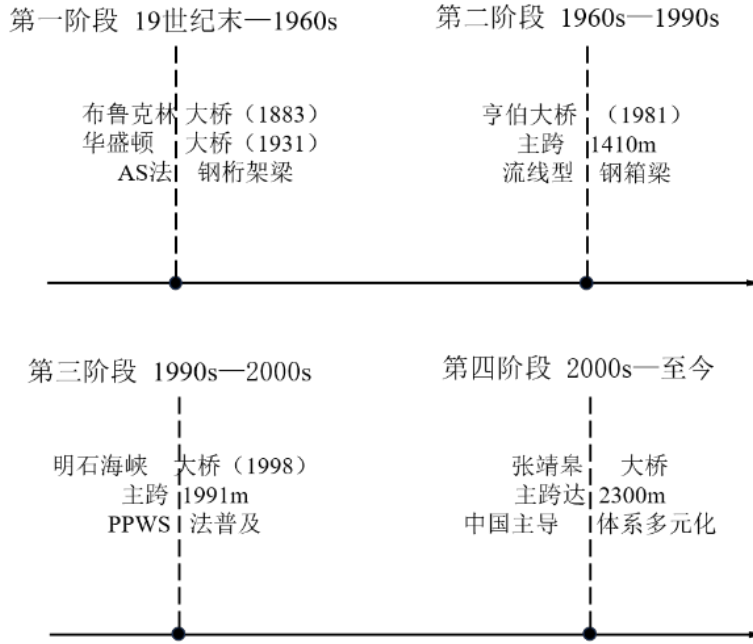 第一阶段 19世纪末—1960s
布鲁克林大桥（1883）
华盛顿大桥（1931）
AS法 钢桁架梁
第二阶段 1960s—1990s
亨伯大桥（1981）
主跨 1410m
流线型 钢箱梁
第三阶段 1990s—2000s
明石海峡 大桥（1998）
主跨 1991m
PPWS 法普及
第四阶段 2000s—至今
张靖皋 大桥
主跨达 2300m
中国主导 体系多元化